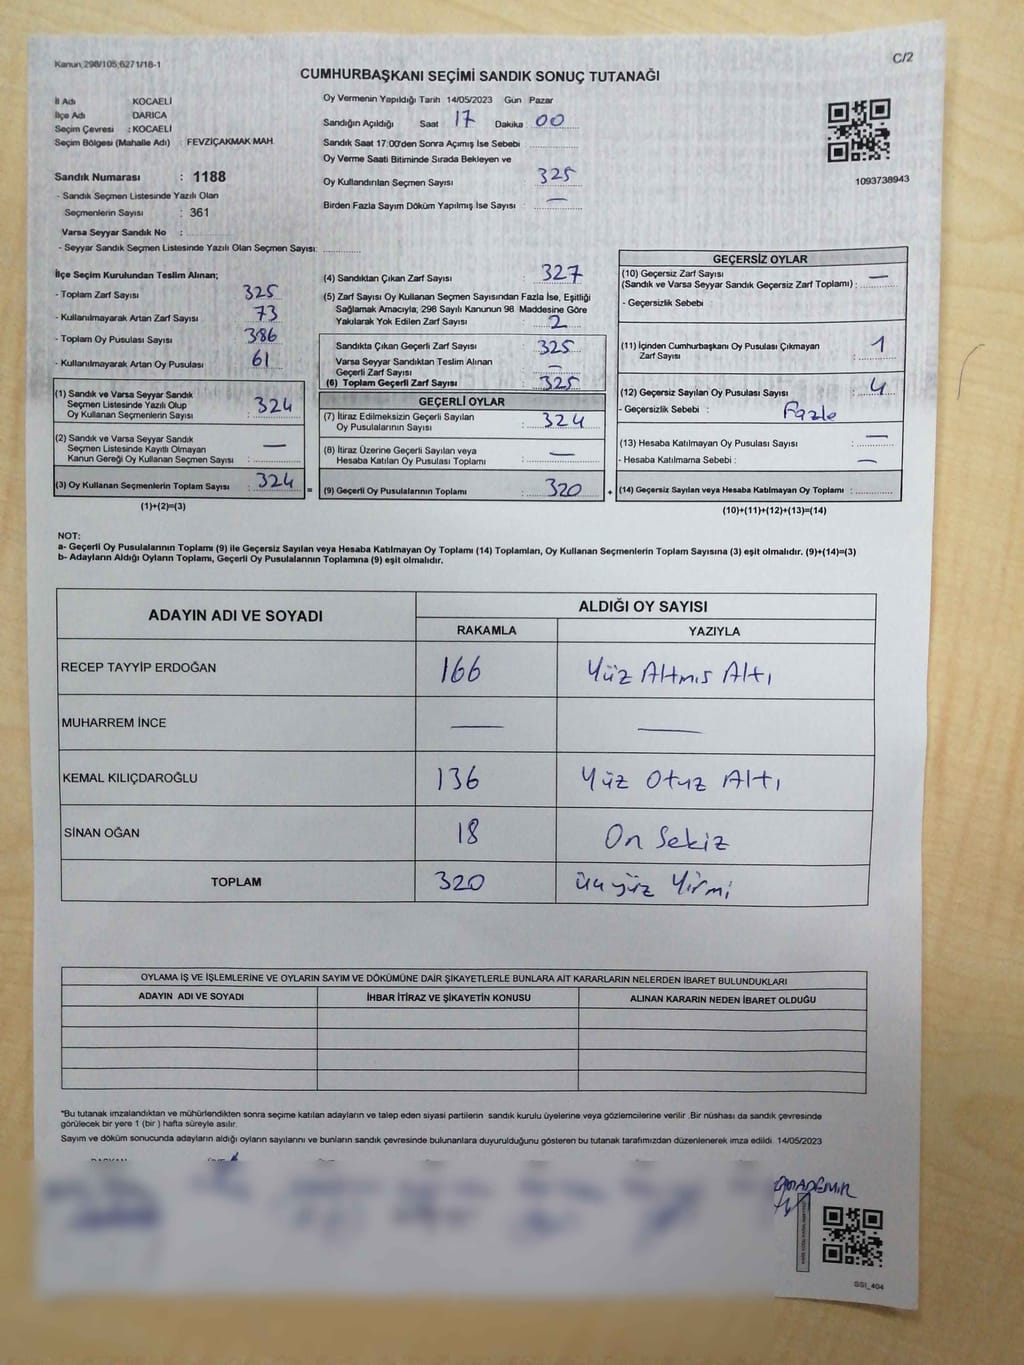 Kanun 298/105,6271/18-1
C/2
CUMHURBAŞKANI SEÇİMİ SANDIK SONUÇ TUTANAĞI
İl Adı KOCAELİ
İlçe Adı DARICA
Seçim Çevresi : KOCAELİ
Seçim Bölgesi (Mahalle Adı) FEVZİÇAKMAK MAH.
Sandık Numarası : 1188
- Sandık Seçmen Listesinde Yazılı Olan
Seçmenlerin Sayısı : 361
Varsa Seyyar Sandık No :
- Seyyar Sandık Seçmen Listesinde Yazılı Olan Seçmen Sayısı:
Oy Vermenin Yapıldığı Tarih 14/05/2023 Gün Pazar
Sandığın Açıldığı Saat 17 Dakika : 00
Sandık Saat 17:00'den Sonra Açımış İse Sebebi
Oy Verme Saati Bitiminde Sırada Bekleyen ve
Oy Kullandırılan Seçmen Sayısı : 325
Birden Fazla Sayım Döküm Yapılmış İse Sayısı : —
1093738943
İlçe Seçim Kurulundan Teslim Alınan;
- Toplam Zarf Sayısı 325
- Kullanılmayarak Artan Zarf Sayısı 73
- Toplam Oy Pusulası Sayısı 386
- Kullanılmayarak Artan Oy Pusulası 61
(1) Sandık ve Varsa Seyyar Sandık
Seçmen Listesinde Yazılı Olup
Oy Kullanan Seçmenlerin Sayısı : 324
(2) Sandık ve Varsa Seyyar Sandık
Seçmen Listesinde Kayıtlı Olmayan
Kanun Gereği Oy Kullanan Seçmen Sayısı : —
(3) Oy Kullanan Seçmenlerin Toplam Sayısı : 324
(1)+(2)=(3)
=
(4) Sandıktan Çıkan Zarf Sayısı : 327
(5) Zarf Sayısı Oy Kullanan Seçmen Sayısından Fazla İse, Eşitliği
Sağlamak Amacıyla; 298 Sayılı Kanunun 98. Maddesine Göre
Yakılarak Yok Edilen Zarf Sayısı : 2
Sandıkta Çıkan Geçerli Zarf Sayısı : 325
Varsa Seyyar Sandıktan Teslim Alınan
Geçerli Zarf Sayısı : —
(6) Toplam Geçerli Zarf Sayısı : 325
GEÇERLİ OYLAR
(7) İtiraz Edilmeksizin Geçerli Sayılan
Oy Pusulalarının Sayısı : 324
(8) İtiraz Üzerine Geçerli Sayılan veya
Hesaba Katılan Oy Pusulası Toplamı : —
(9) Geçerli Oy Pusulalarının Toplamı : 320
+
GEÇERSİZ OYLAR
(10) Geçersiz Zarf Sayısı —
(Sandık ve Varsa Seyyar Sandık Geçersiz Zarf Toplamı) :
- Geçersizlik Sebebi
(11) İçinden Cumhurbaşkanı Oy Pusulası Çıkmayan
Zarf Sayısı : 1
(12) Geçersiz Sayılan Oy Pusulası Sayısı : 4
- Geçersizlik Sebebi : Fazla
(13) Hesaba Katılmayan Oy Pusulası Sayısı : —
- Hesaba Katılmama Sebebi : —
(14) Geçersiz Sayılan veya Hesaba Katılmayan Oy Toplamı :
(10)+(11)+(12)+(13)=(14)
NOT:
a- Geçerli Oy Pusulalarının Toplamı (9) ile Geçersiz Sayılan veya Hesaba Katılmayan Oy Toplamı (14) Toplamları, Oy Kullanan Seçmenlerin Toplam Sayısına (3) eşit olmalıdır. (9)+(14)=(3)
b- Adayların Aldığı Oyların Toplamı, Geçerli Oy Pusulalarının Toplamına (9) eşit olmalıdır.
ADAYIN ADI VE SOYADI ALDIĞI OY SAYISI
RAKAMLA YAZIYLA
RECEP TAYYİP ERDOĞAN 166 Yüz Altmıs Altı
MUHARREM İNCE — —
KEMAL KILIÇDAROĞLU 136 Yüz Otuz Altı
SİNAN OĞAN 18 On Sekiz
TOPLAM 320 Üç yüz Yirmi
OYLAMA İŞ VE İŞLEMLERİNE VE OYLARIN SAYIM VE DÖKÜMÜNE DAİR ŞİKAYETLERLE BUNLARA AİT KARARLARIN NELERDEN İBARET BULUNDUKLARI
ADAYIN ADI VE SOYADI İHBAR İTİRAZ VE ŞİKAYETİN KONUSU ALINAN KARARIN NEDEN İBARET OLDUĞU
*Bu tutanak imzalandıktan ve mühürlendikten sonra seçime katılan adayların ve talep eden siyasi partilerin sandık kurulu üyelerine veya gözlemcilerine verilir .Bir nüshası da sandık çevresinde
görülecek bir yere 1 (bir ) hafta süreyle asılır.
Sayım ve döküm sonucunda adayların aldığı oyların sayılarını ve bunların sandık çevresinde bulunanlara duyurulduğunu gösteren bu tutanak tarafımızdan düzenlenerek imza edildi. 14/05/2023
SSI_404